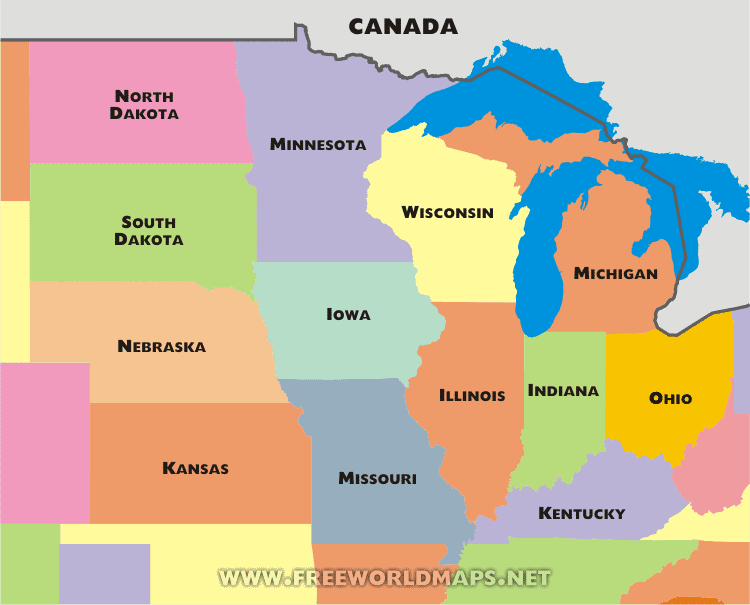 CANADA
NORTH
DAKOTA
MINNESOTA
WISCONSIN
SOUTH
DAKOTA
MICHIGAN
IOWA
NEBRASKA
ILLINOIS
INDIANA
OHIO
KANSAS
MISSOURI
KENTUCKY
WWW.FREEWORLDMAPS.NET